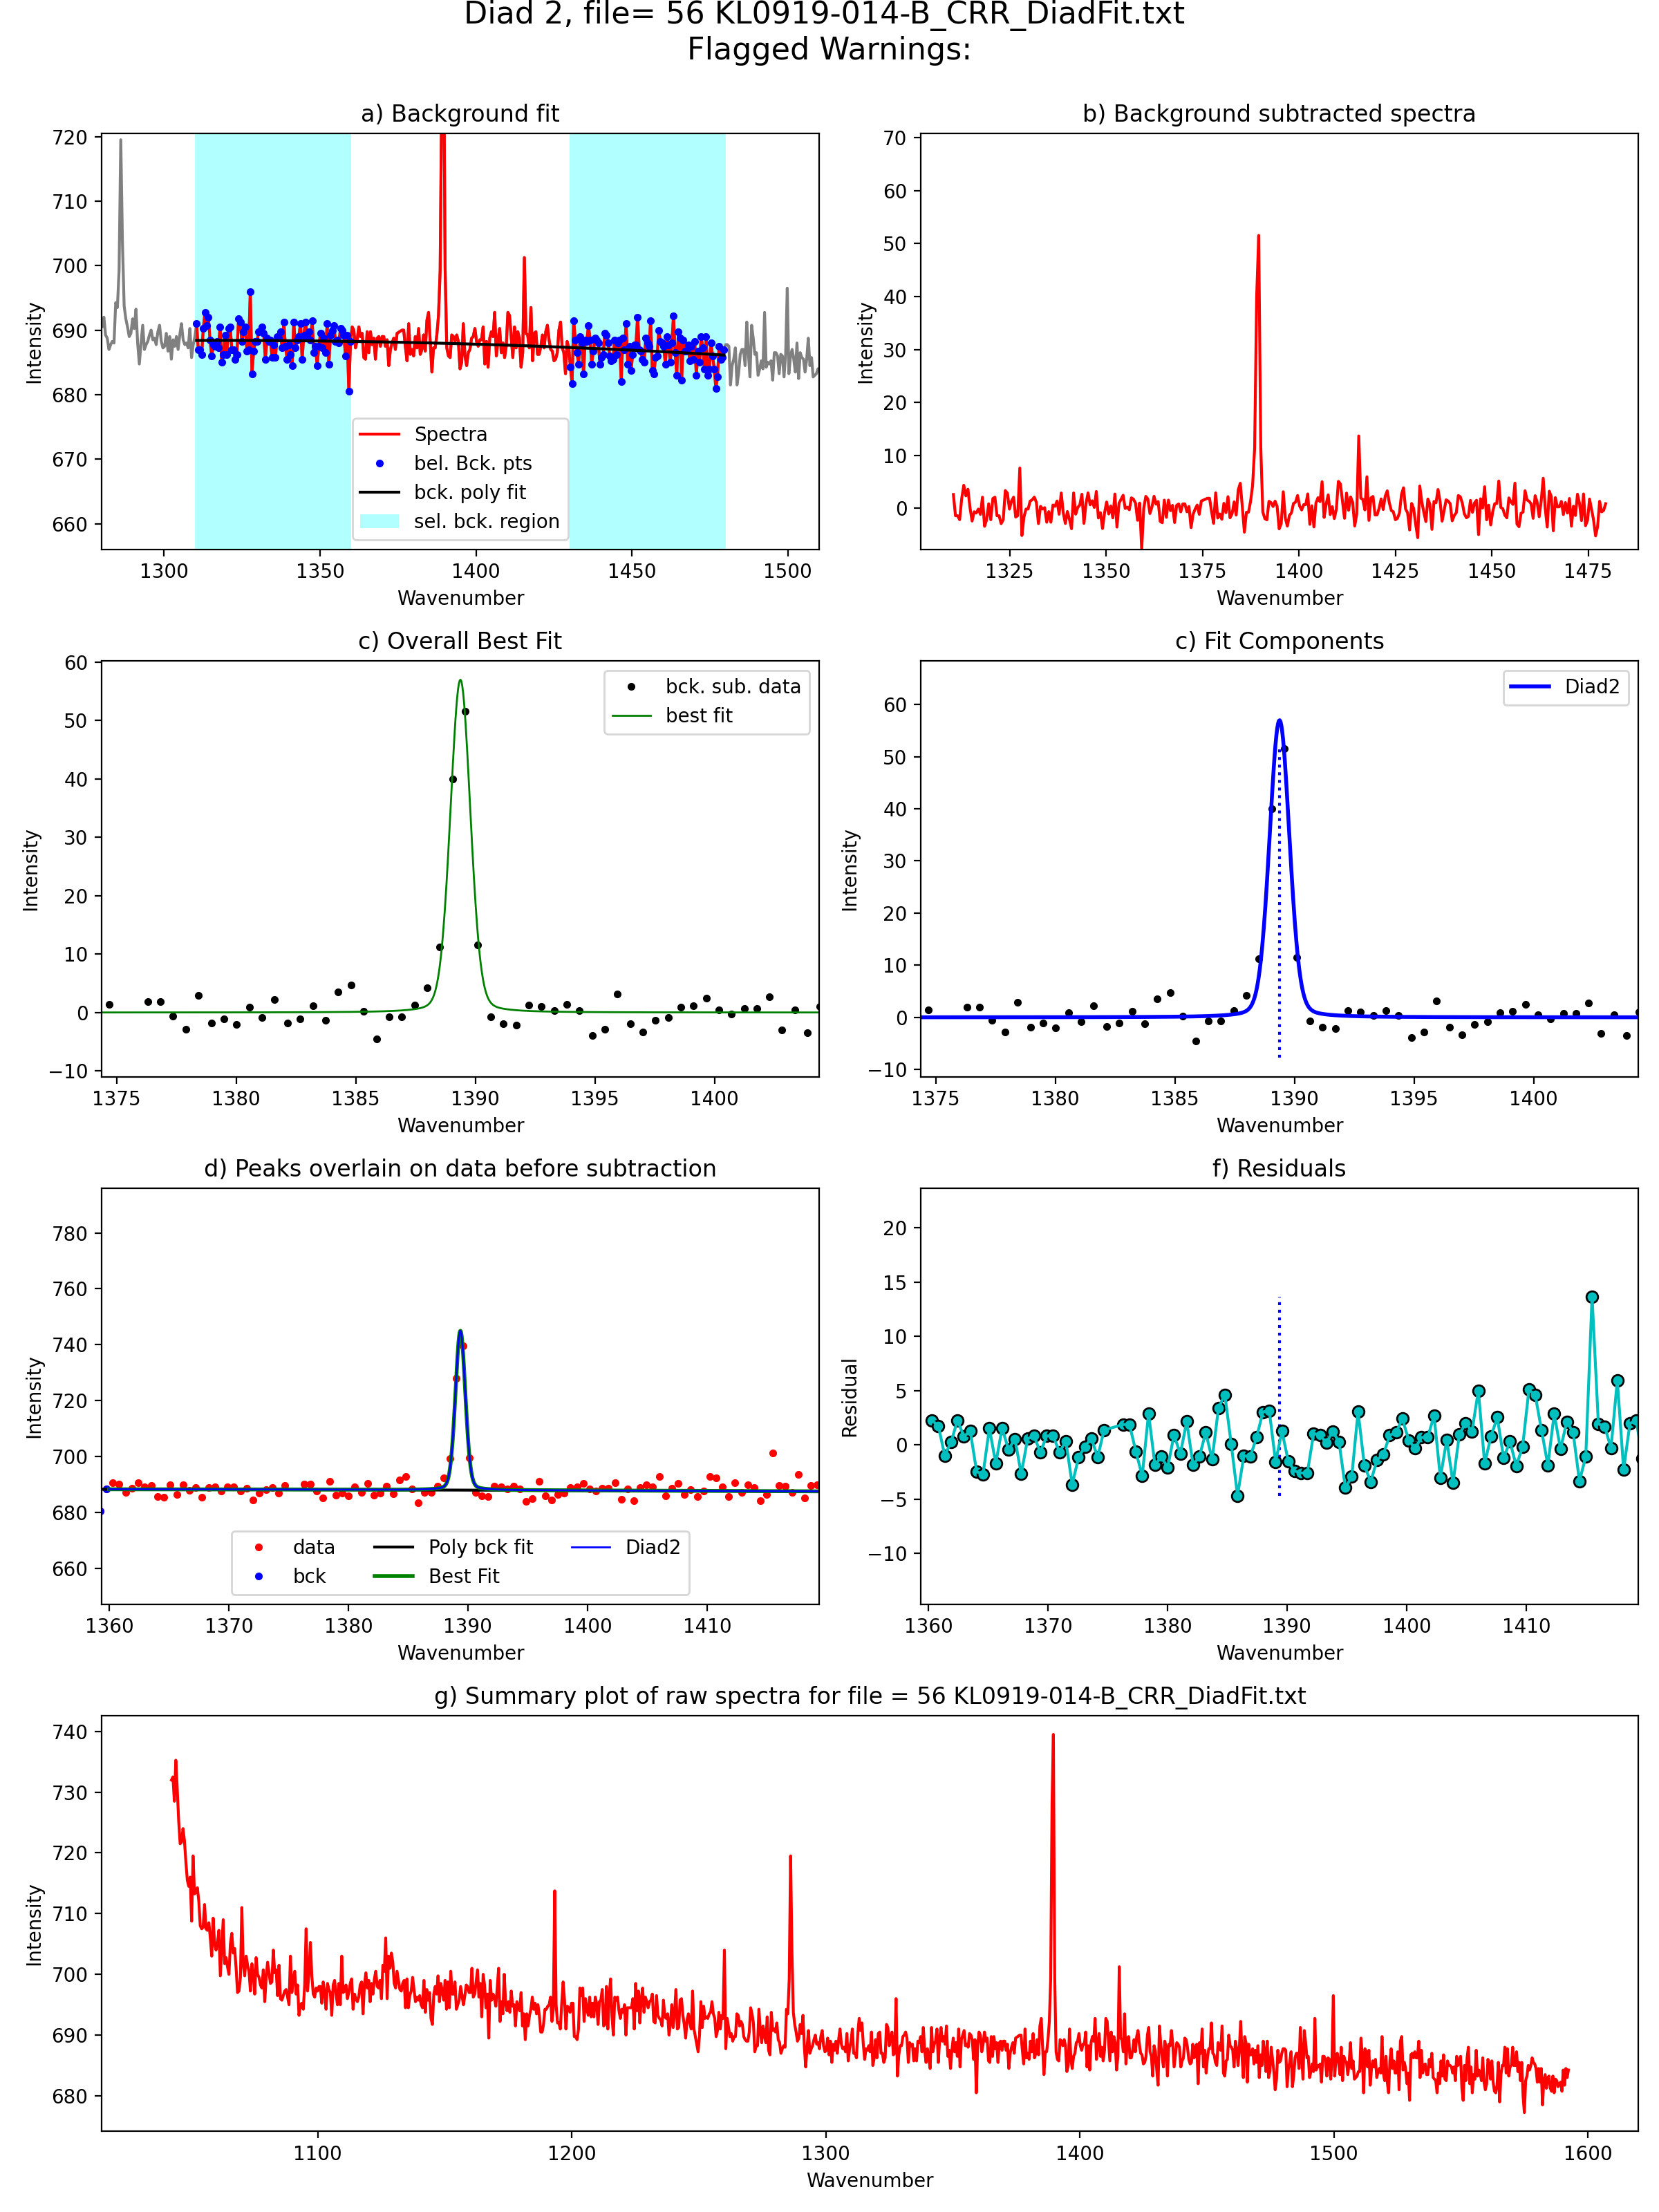 Diad 2, file= 56 KL0919-014-B_CRR_DiadFit.txt
Flagged Warnings:
a) Background fit
720
710
700
690
680
670
660
Intensity
Spectra
bel. Bck. pts
bck. poly fit
sel. bck. region
1300 1350 1400 1450 1500
Wavenumber
b) Background subtracted spectra
70
60
50
40
30
20
10
0
Intensity
1325 1350 1375 1400 1425 1450 1475
Wavenumber
c) Overall Best Fit
60
50
40
30
20
10
0
−10
Intensity
bck. sub. data
best fit
1375 1380 1385 1390 1395 1400
Wavenumber
c) Fit Components
60
50
40
30
20
10
0
−10
Intensity
Diad2
1375 1380 1385 1390 1395 1400
Wavenumber
d) Peaks overlain on data before subtraction
780
760
740
720
700
680
660
Intensity
data
bck
Poly bck fit
Best Fit
Diad2
1360 1370 1380 1390 1400 1410
Wavenumber
f) Residuals
20
15
10
5
0
−5
−10
Residual
1360 1370 1380 1390 1400 1410
Wavenumber
g) Summary plot of raw spectra for file = 56 KL0919-014-B_CRR_DiadFit.txt
740
730
720
710
700
690
680
Intensity
1100 1200 1300 1400 1500 1600
Wavenumber